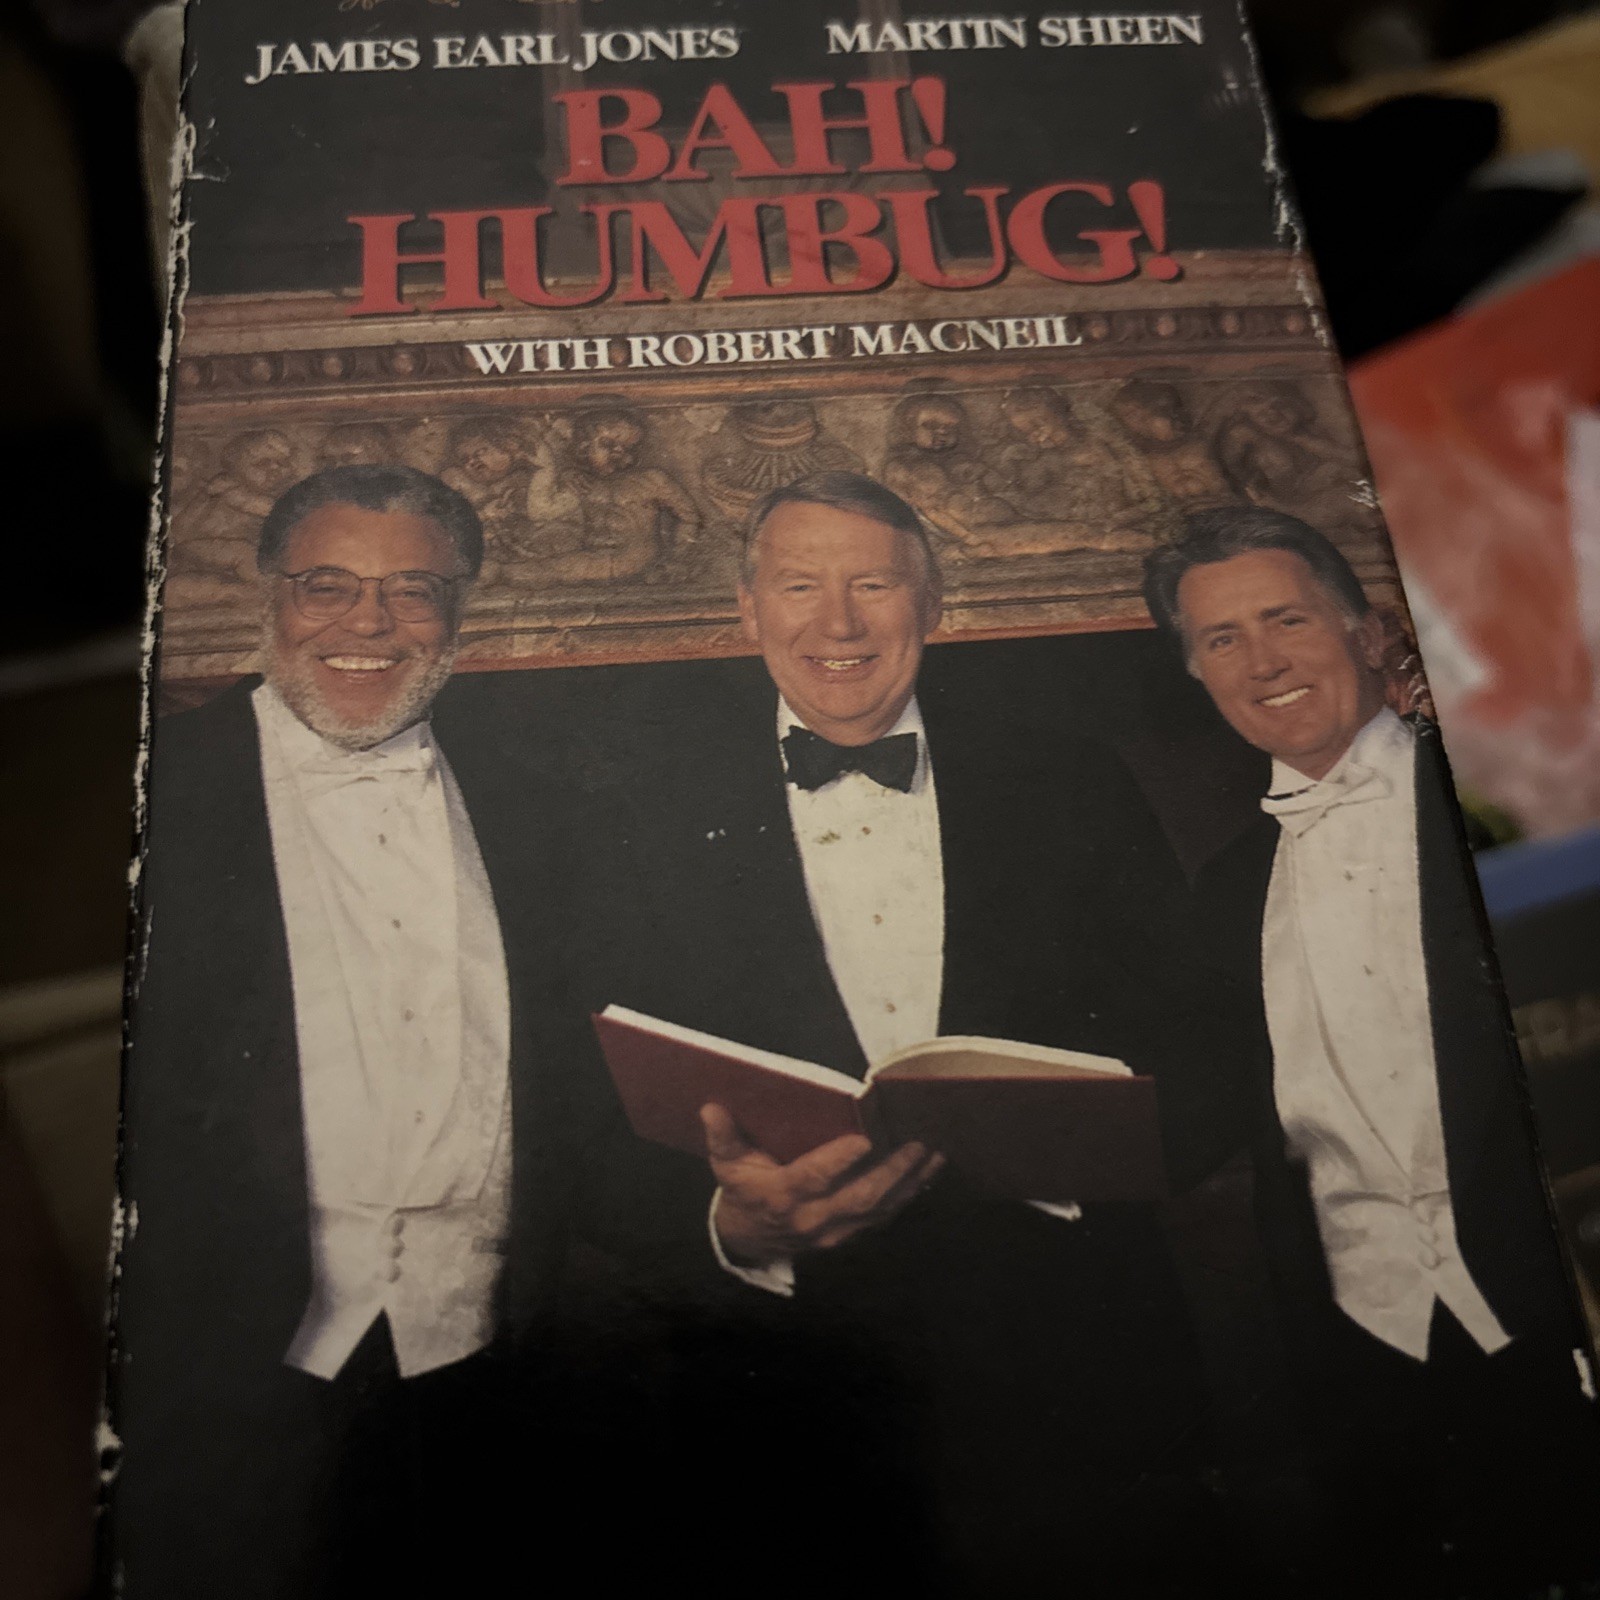 JAMES EARL JONES MARTIN SHEEN
BAH!
HUMBUG!
WITH ROBERT MACNEIL